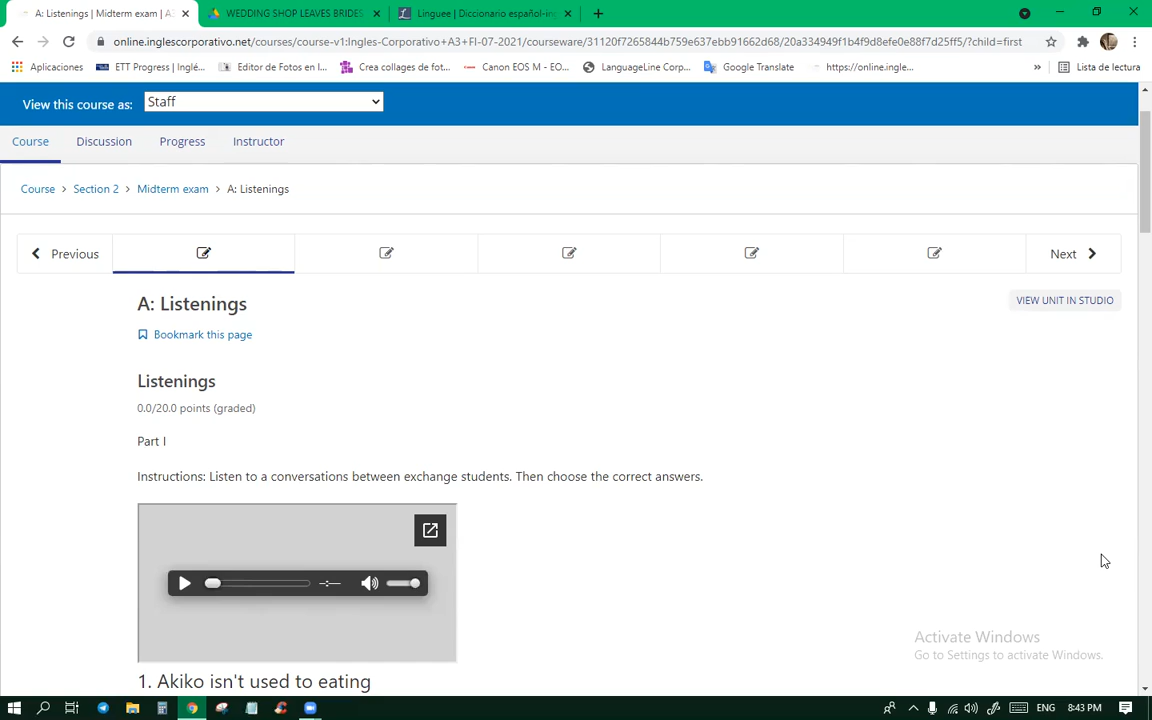 A: Listenings | Midterm exam | A3
WEDDING SHOP LEAVES BRIDES
Linguee | Diccionario español-in
online.inglescorporativo.net/courses/course-v1:Ingles-Corporativo+A3+FI-07-2021/courseware/31120f7265844b759e637ebb91662d68/20a334949f1b4f9d8efe0e88f7d25ff5/?child=first
Aplicaciones ETT Progress | Inglé... Editor de Fotos en l... Crea collages de fot... Canon EOS M - EO... LanguageLine Corp... Google Translate https://online.ingle... » Lista de lectura
View this course as: Staff
Course Discussion Progress Instructor
Course > Section 2 > Midterm exam > A: Listenings
Previous Next
A: Listenings
VIEW UNIT IN STUDIO
Bookmark this page
Listenings
0.0/20.0 points (graded)
Part I
Instructions: Listen to a conversations between exchange students. Then choose the correct answers.
-:--
Activate Windows
Go to Settings to activate Windows.
1. Akiko isn't used to eating
ENG 8:43 PM